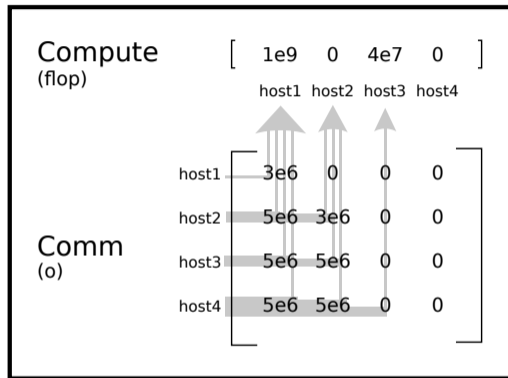 Compute [ 1e9 0 4e7 0 ]
(flop)
host1 host2 host3 host4
host1 3e6 0 0 0
host2 5e6 3e6 0 0
Comm
(o)
host3 5e6 5e6 0 0
host4 5e6 5e6 0 0